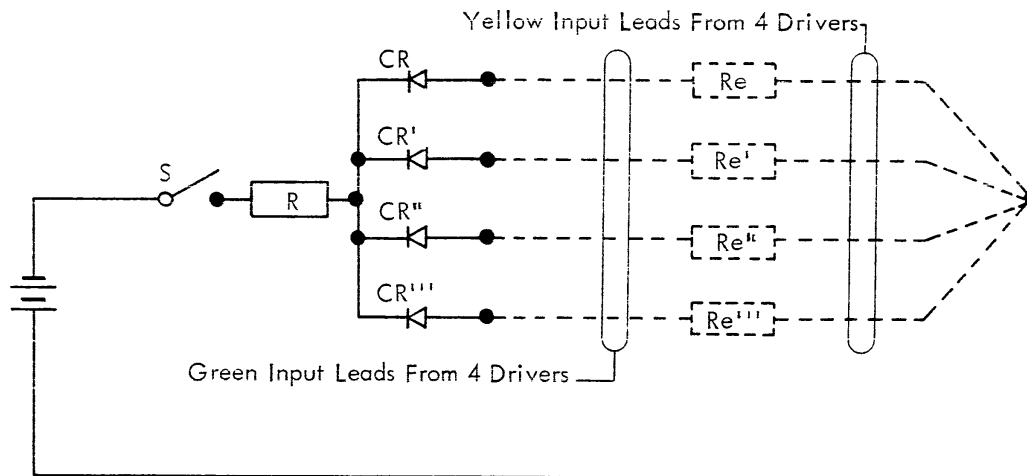 Yellow Input Leads From 4 Drivers
CR
Re
CR'
Re'
S
R
CR"
Re"
CR'''
Re'''
Green Input Leads From 4 Drivers